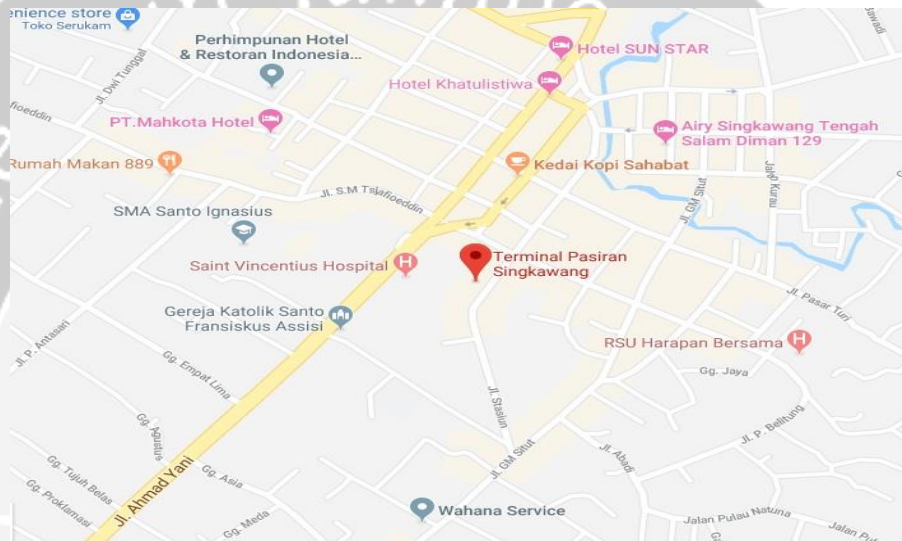 enience store
Toko Serukam
Perhimpunan Hotel
& Restoran Indonesia...
Hotel SUN STAR
Jl. Dwi Tunggal
Hotel Khatulistiwa
fioeddin
PT.Mahkota Hotel
Airy Singkawang Tengah
Salam Diman 129
Rumah Makan 889
Kedai Kopi Sahabat
Jl. S.M Tsjafioeddin
Jl. GM Situt
SMA Santo Ignasius
Saint Vincentius Hospital
Terminal Pasiran
Singkawang
Jl. Pasar Turi
Gereja Katolik Santo
Fransiskus Assisi
Jl. P. Antasari
RSU Harapan Bersama
Gg. Empat Lima
Gg. Jaya
Jl. Stasiun
Gg. Agustus
Jl. P. Belitung
Jl. GM Situt
Jl. Abadi
Gg. Tujuh Belas
Gg. Asia
Jl. Ahmad Yani
Gg. Proklamasi
Gg. Meda
Wahana Service
Jalan Pulau Natuna